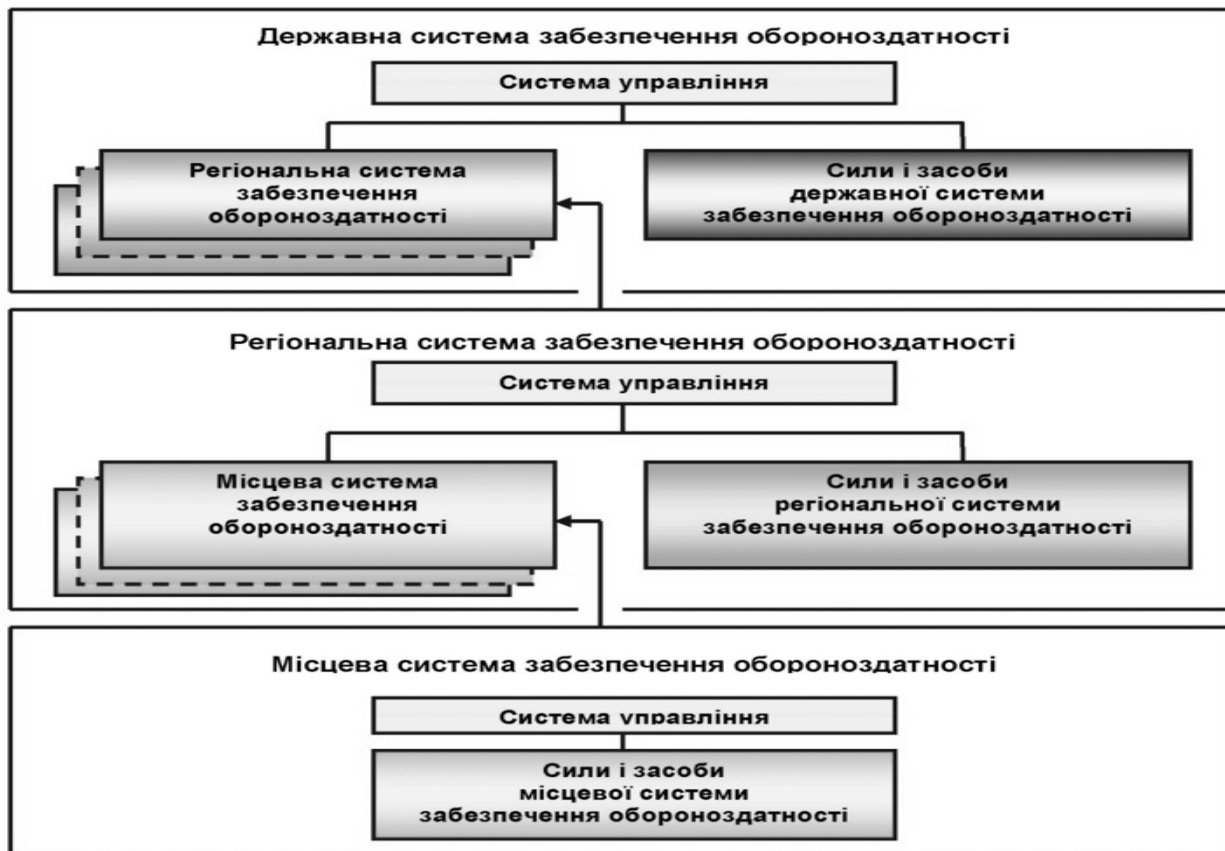 Державна система забезпечення обороноздатності
Система управління
Регіональна система
забезпечення
обороноздатності
Сили і засоби
державної системи
забезпечення обороноздатності
Регіональна система забезпечення обороноздатності
Система управління
Місцева система
забезпечення
обороноздатності
Сили і засоби
регіональної системи
забезпечення обороноздатності
Місцева система забезпечення обороноздатності
Система управління
Сили і засоби
місцевої системи
забезпечення обороноздатності